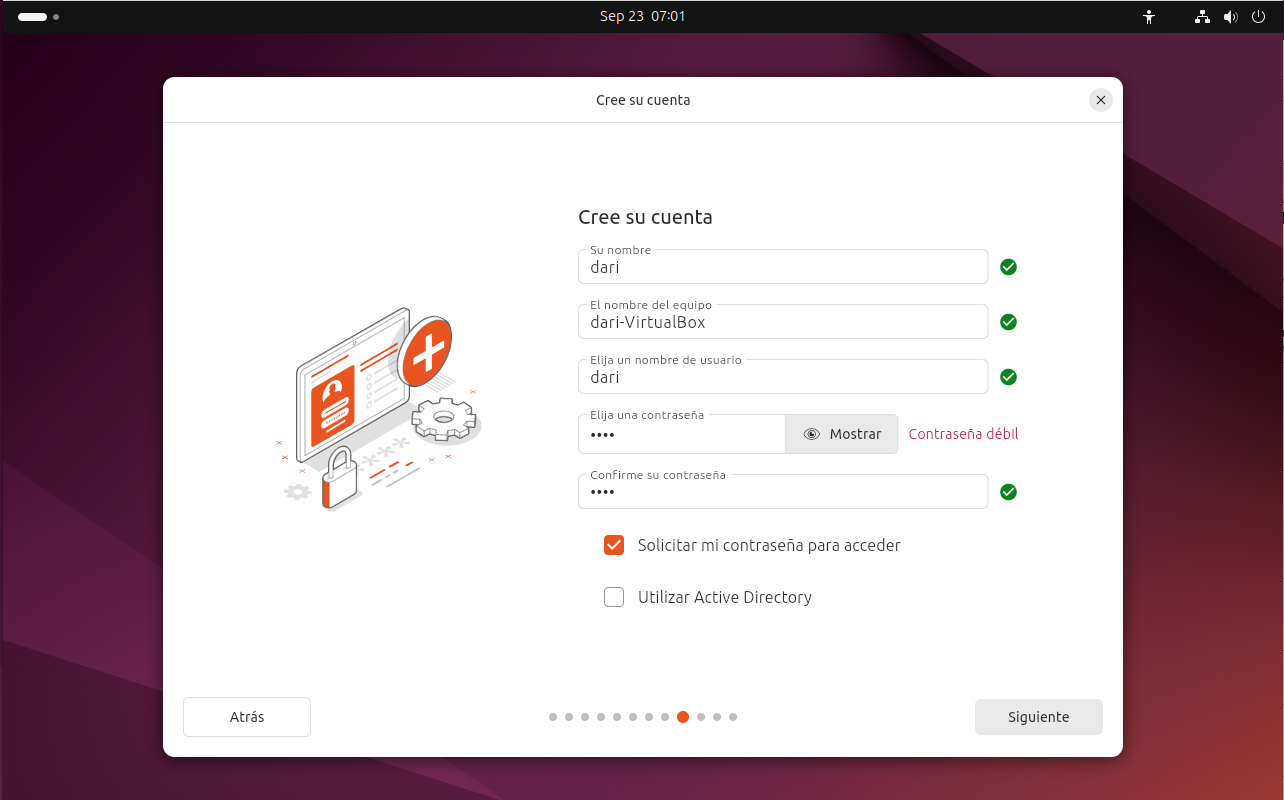 Sep 23 07:01
Cree su cuenta
Cree su cuenta
Su nombre
dari
El nombre del equipo
dari-VirtualBox
Elija un nombre de usuario
dari
Elija una contraseña
•••• Mostrar Contraseña débil
Confirme su contraseña
••••
Solicitar mi contraseña para acceder
Utilizar Active Directory
Atrás Siguiente